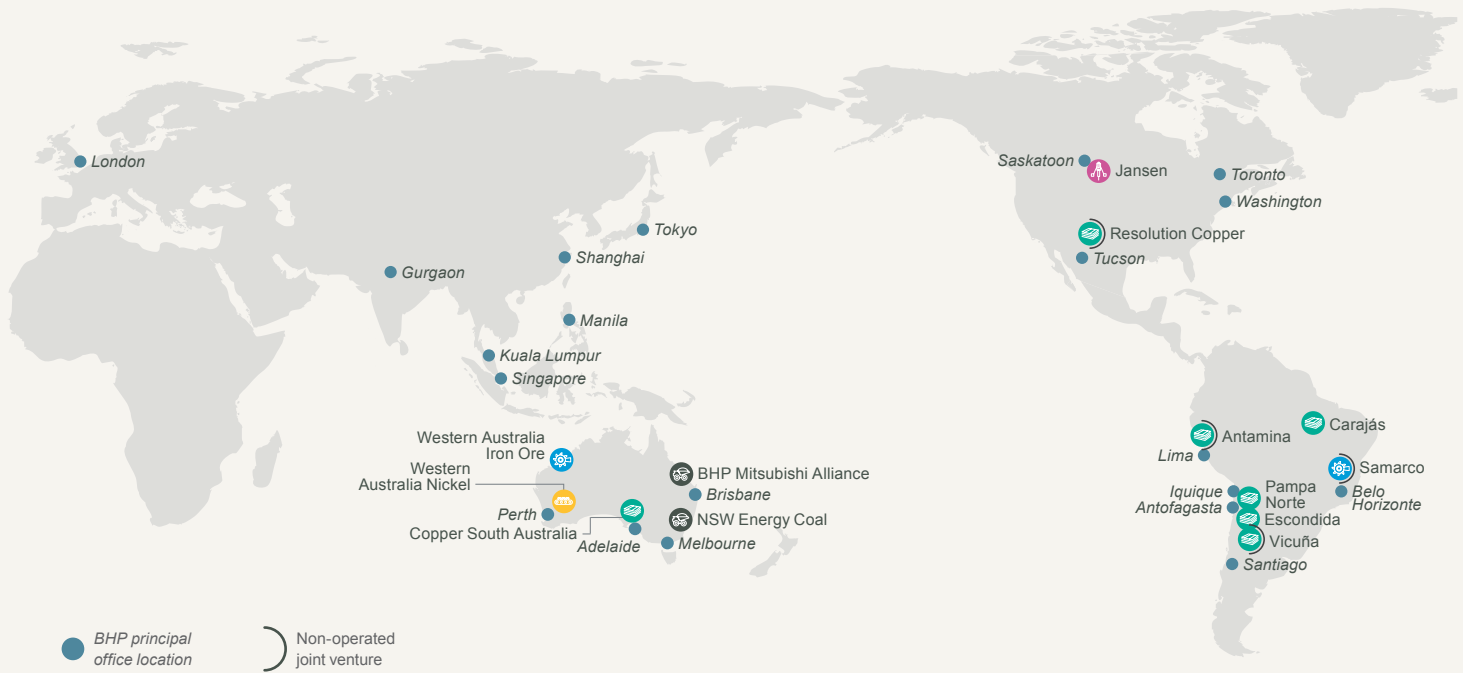 London
Gurgaon
Tokyo
Shanghai
Manila
Kuala Lumpur
Singapore
Western Australia
Iron Ore
Western
Australia Nickel
Perth
Copper South Australia
Adelaide
BHP Mitsubishi Alliance
Brisbane
NSW Energy Coal
Melbourne
Saskatoon
Jansen
Toronto
Washington
Resolution Copper
Tucson
Carajás
Antamina
Lima
Samarco
Belo
Horizonte
Iquique
Antofagasta
Pampa
Norte
Escondida
Vicuña
Santiago
BHP principal
office location
Non-operated
joint venture